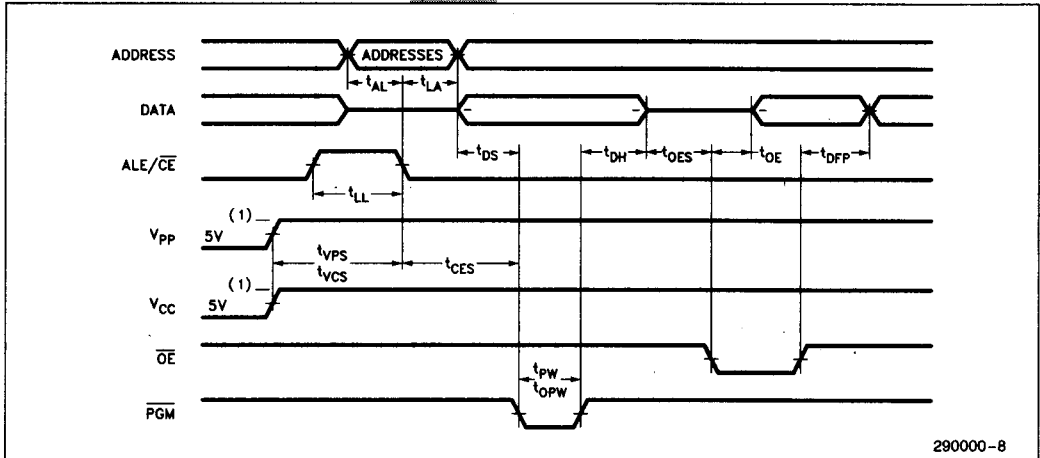 ADDRESS ADDRESSES
tAL tLA
DATA
tDS tDH tOES tOE tDFP
ALE/CE
tLL
(1)
VPP 5V
tVPS tCES
tVCS
(1)
VCC 5V
OE
tPW
tOPW
PGM
290000-8